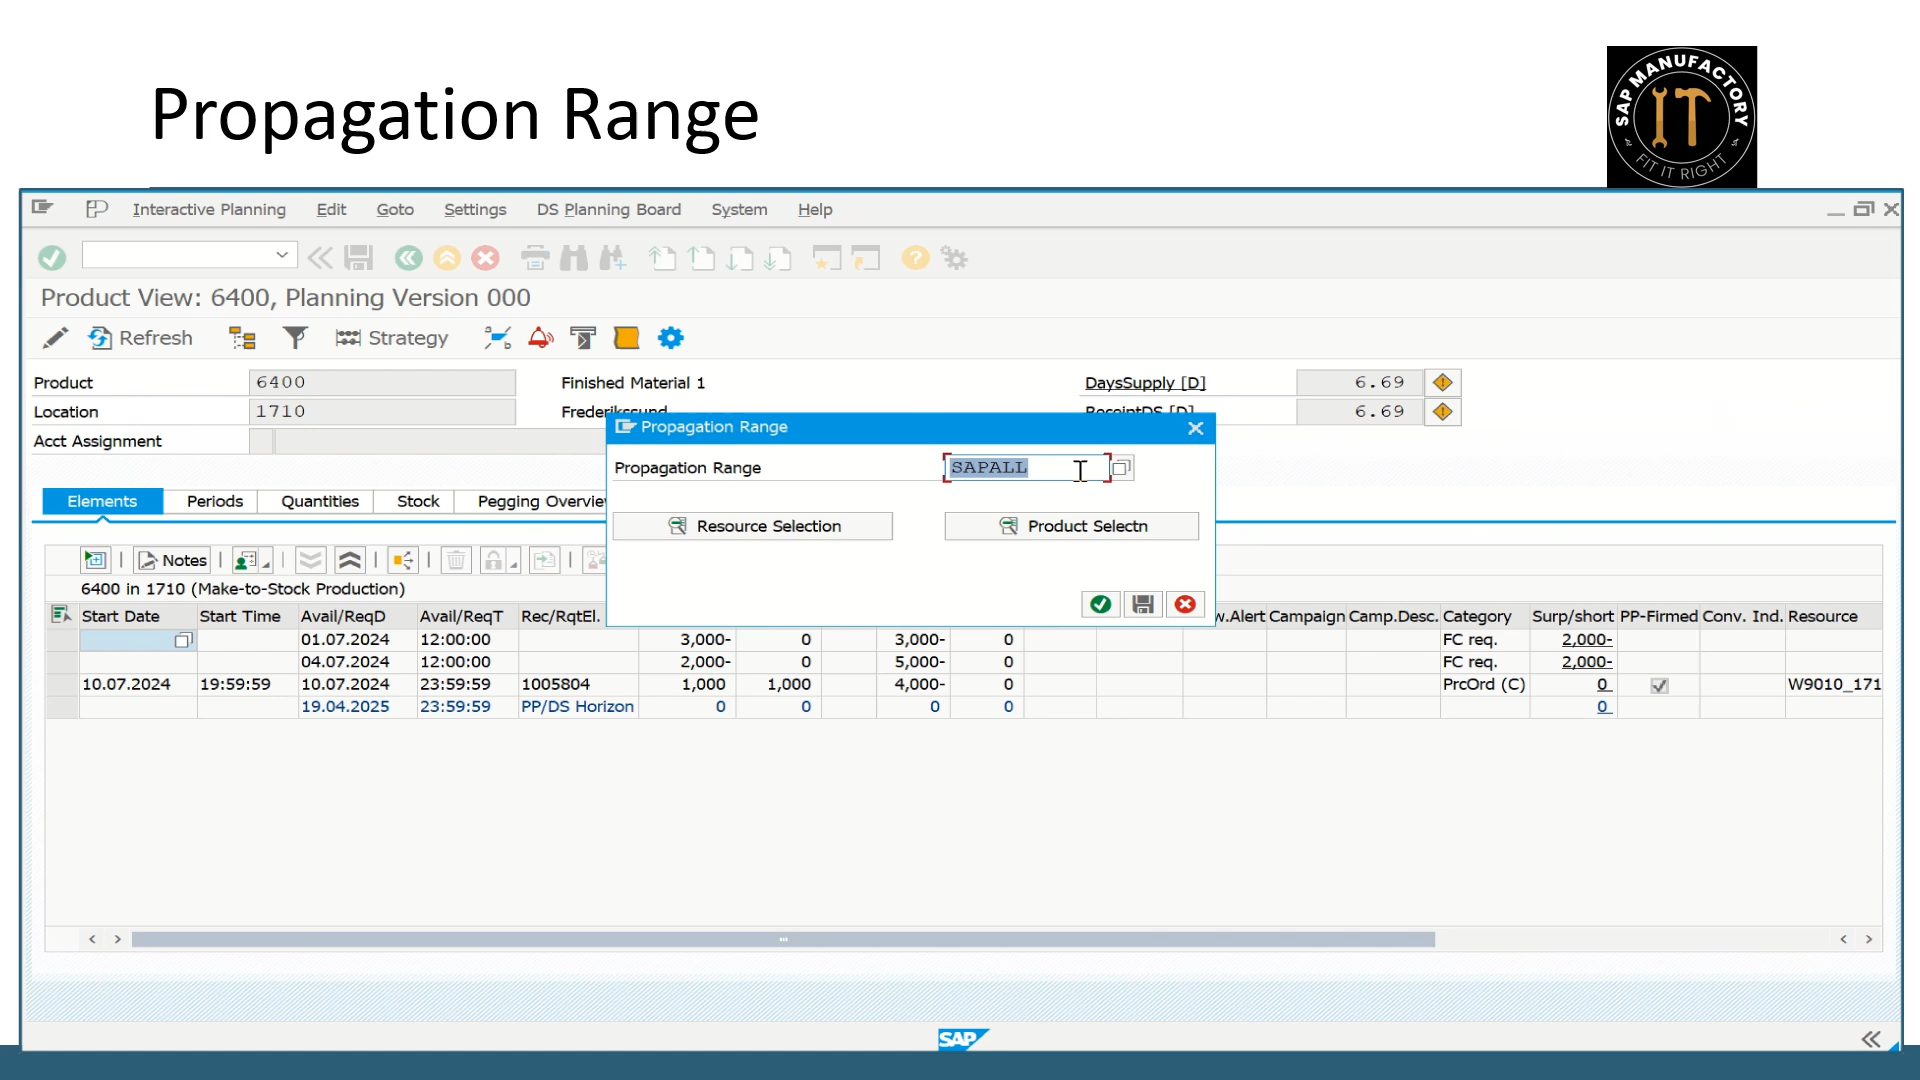 Propagation Range
SAP MANUFACTORY
IT
FIT IT RIGHT
Interactive Planning Edit Goto Settings DS Planning Board System Help
Product View: 6400, Planning Version 000
Refresh Strategy
Product 6400 Finished Material 1 DaysSupply [D] 6.69
Location 1710 Frederikssund ReceiptDS [D] 6.69
Acct Assignment
Propagation Range
Propagation Range SAPALL
Resource Selection Product Selectn
Elements Periods Quantities Stock Pegging Overvie
Notes
6400 in 1710 (Make-to-Stock Production)
Start Date Start Time Avail/ReqD Avail/ReqT Rec/RqtEl. w.Alert Campaign Camp.Desc. Category Surp/short PP-Firmed Conv. Ind. Resource
01.07.2024 12:00:00 3,000- 0 3,000- 0 FC req. 2,000-
04.07.2024 12:00:00 2,000- 0 5,000- 0 FC req. 2,000-
10.07.2024 19:59:59 10.07.2024 23:59:59 1005804 1,000 1,000 4,000- 0 PrcOrd (C) 0 W9010_171
19.04.2025 23:59:59 PP/DS Horizon 0 0 0 0 0
SAP